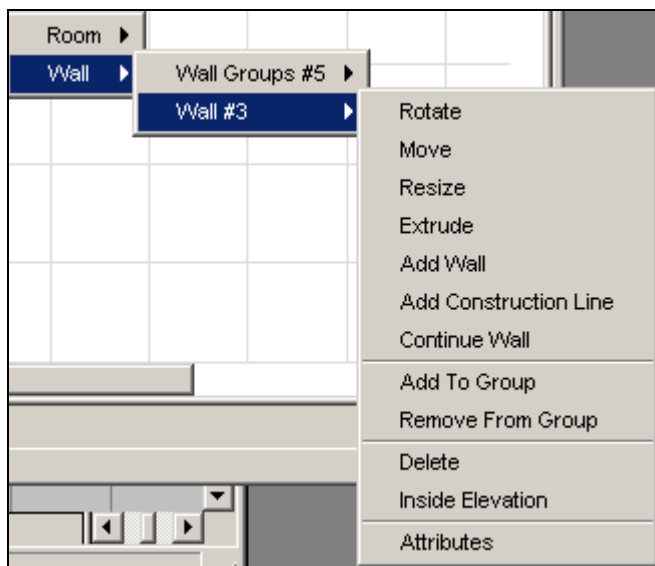 Room
Wall
Wall Groups #5
Wall #3
Rotate
Move
Resize
Extrude
Add Wall
Add Construction Line
Continue Wall
Add To Group
Remove From Group
Delete
Inside Elevation
Attributes